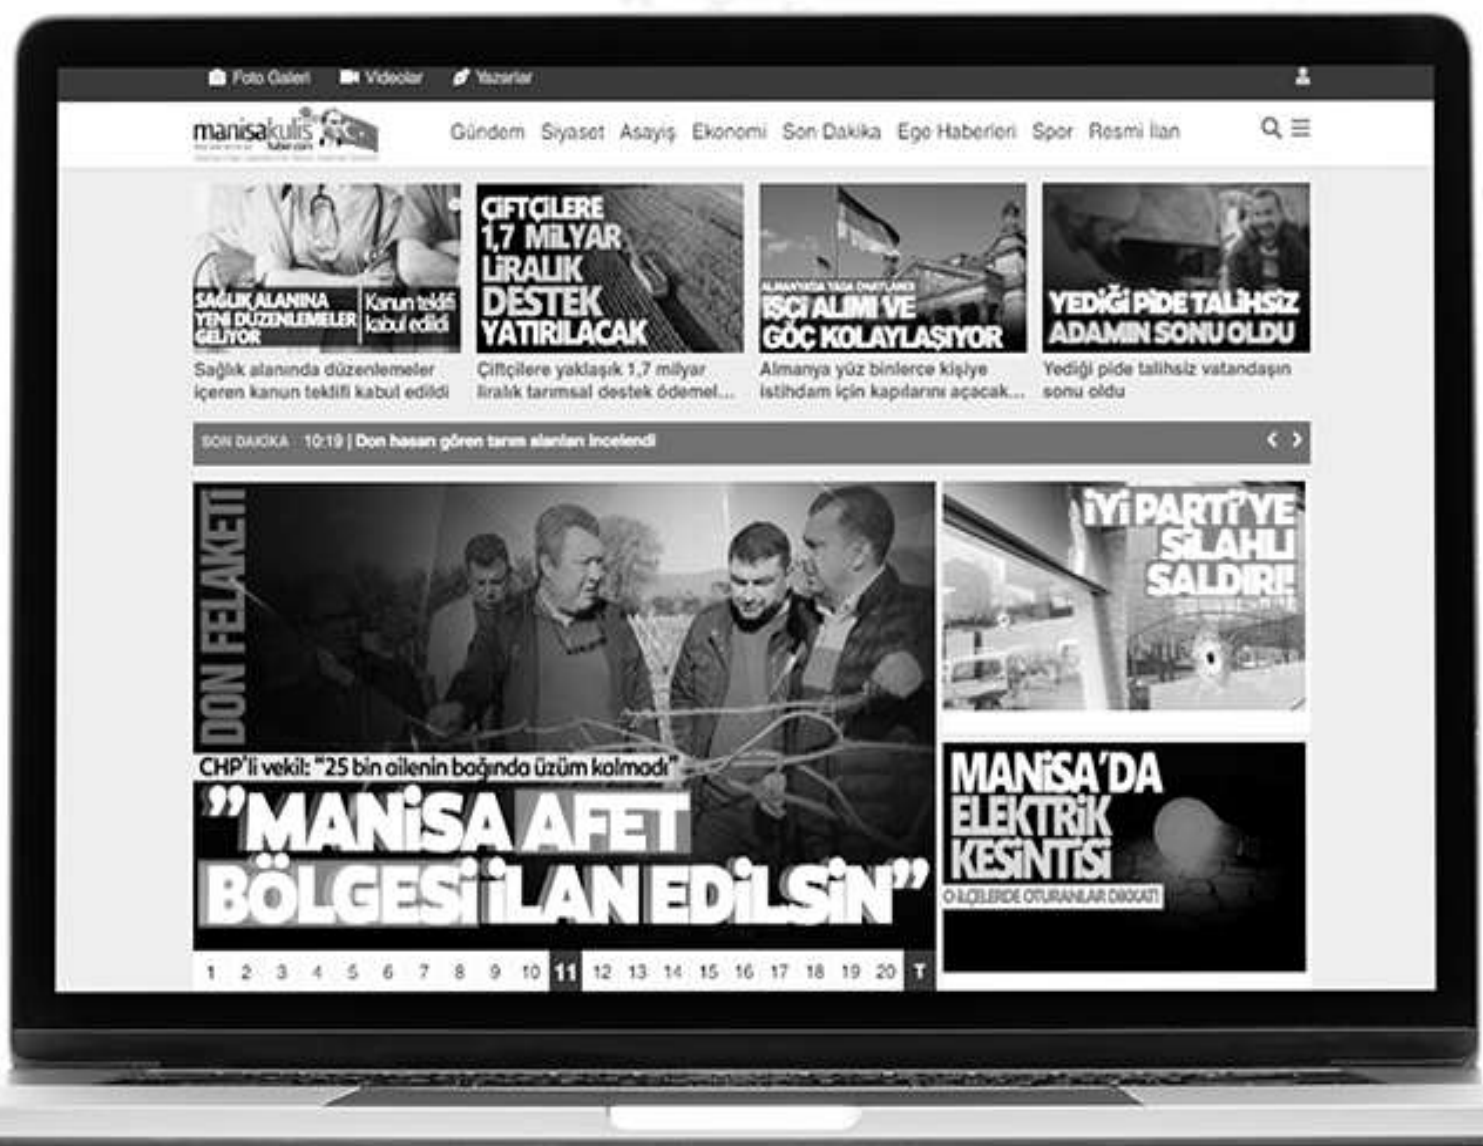 Foto Galeri Videolar Yazarlar
manisakulis
haber.com
Gündem Siyaset Asayiş Ekonomi Son Dakika Ege Haberleri Spor Resmi İlan
SAĞLIK ALANINA
YENİ DÜZENLEMELER
GELİYOR
Kanun teklifi
kabul edildi
Sağlık alanında düzenlemeler
içeren kanun teklifi kabul edildi
ÇİFTÇİLERE
1,7 MİLYAR
LİRALIK
DESTEK
YATIRILACAK
Çiftçilere yaklaşık 1,7 milyar
liralık tarımsal destek ödemel...
ALMANYA'DA YASA ONAYLANDI
İŞÇİ ALIMI VE
GÖÇ KOLAYLAŞIYOR
Almanya yüz binlerce kişiye
istihdam için kapılarını açacak...
YEDİĞİ PİDE TALİHSİZ
ADAMIN SONU OLDU
Yediği pide talihsiz vatandaşın
sonu oldu
SON DAKİKA 10:19 | Don hasarı gören tarım alanları incelendi
DON FELAKETİ
CHP'li vekil: "25 bin ailenin bağında üzüm kalmadı"
"MANİSA AFET
BÖLGESİ İLAN EDİLSİN"
1 2 3 4 5 6 7 8 9 10 11 12 13 14 15 16 17 18 19 20 T
İYİ PARTİ'YE
SİLAHLI
SALDIRI!
MANİSA'DA
ELEKTRİK
KESİNTİSİ
O İLÇELERDE OTURANLAR DİKKAT!